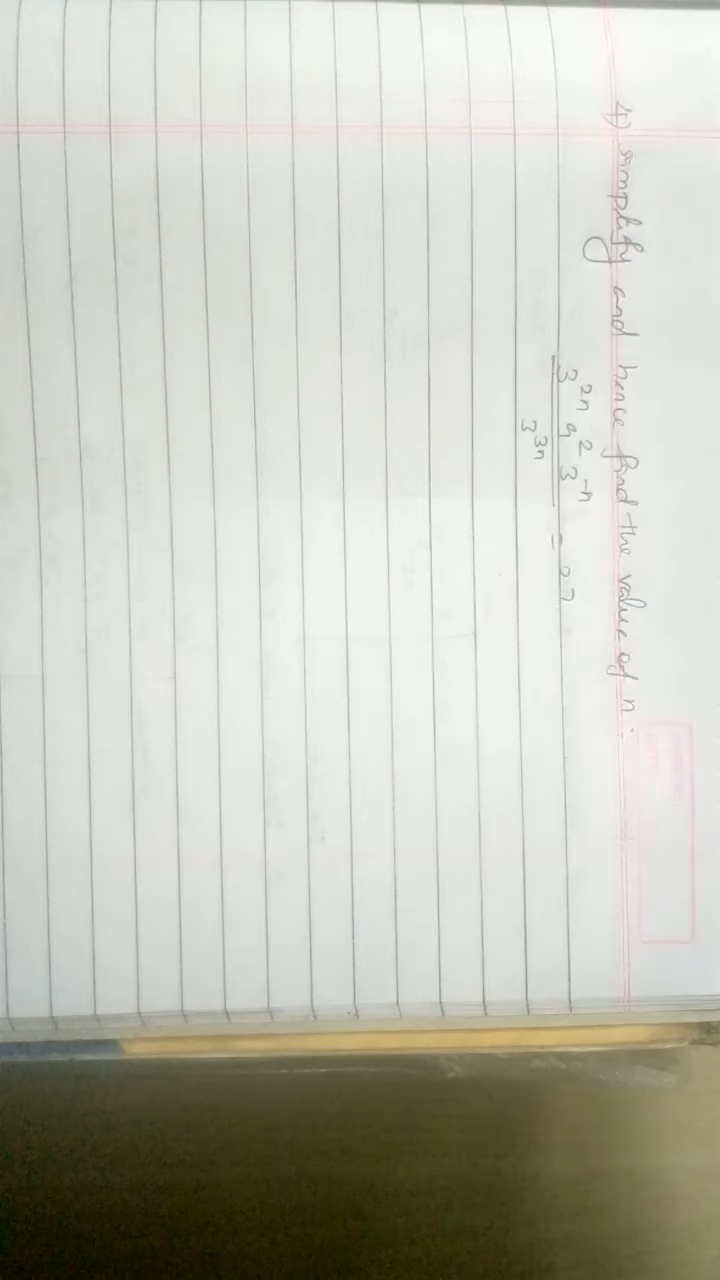 4) simplify and hence find the value of n.
3^2n 9^2 3^-n / 3^3n = 27